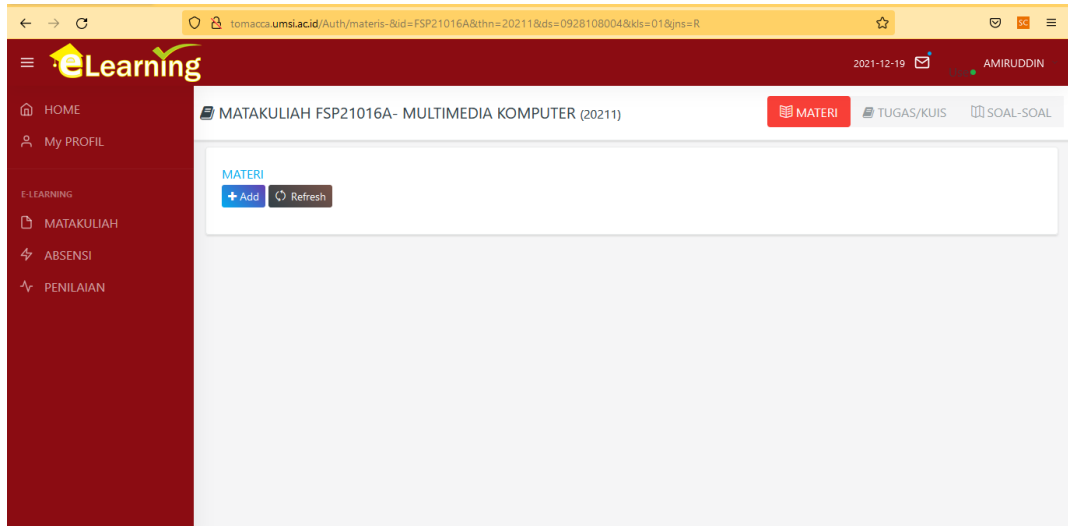 tomacca.umsi.ac.id/Auth/materis-&id=FSP21016A&thn=20211&ds=0928108004&kls=01&jns=R
SC
eLearning
2021-12-19
AMIRUDDIN
HOME
My PROFIL
E-LEARNING
MATAKULIAH
ABSENSI
PENILAIAN
MATAKULIAH FSP21016A- MULTIMEDIA KOMPUTER (20211)
MATERI
TUGAS/KUIS
SOAL-SOAL
MATERI
+ Add
Refresh